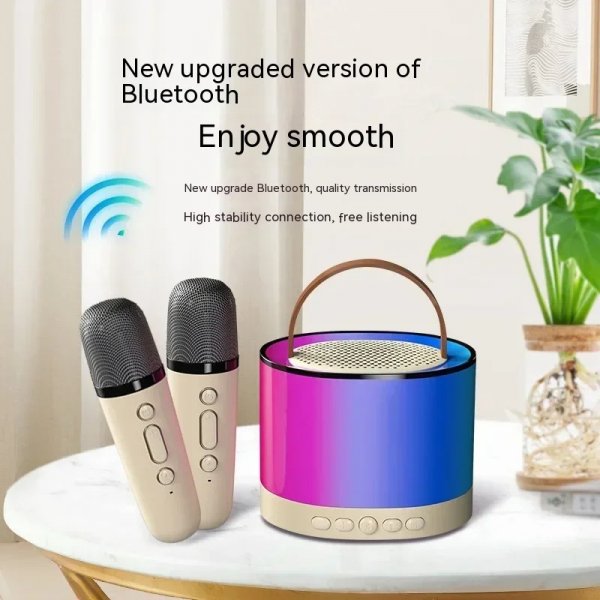 New upgraded version of
Bluetooth
Enjoy smooth
New upgrade Bluetooth, quality transmission
High stability connection, free listening